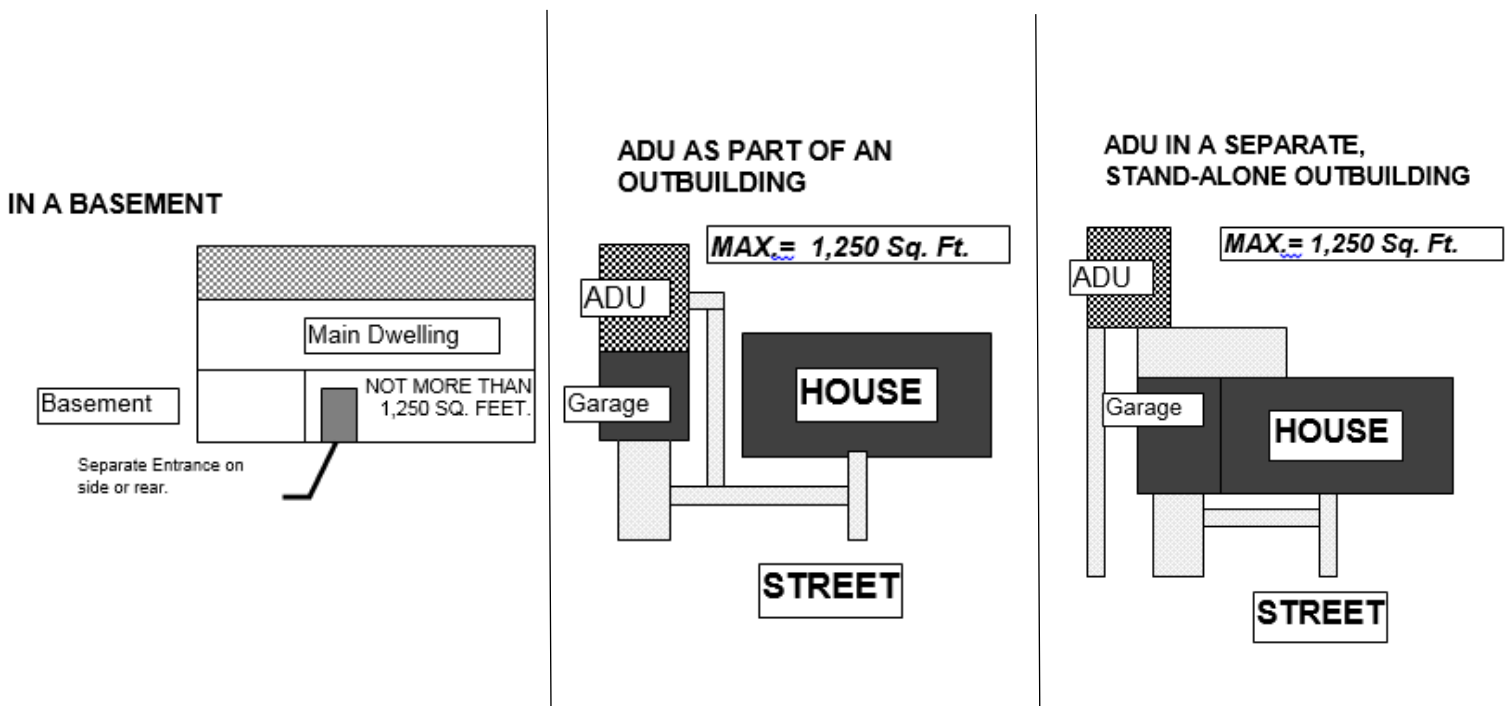 IN A BASEMENT
Main Dwelling
NOT MORE THAN
1,250 SQ. FEET.
Basement
Separate Entrance on
side or rear.
ADU AS PART OF AN
OUTBUILDING
MAX.= 1,250 Sq. Ft.
ADU
Garage
HOUSE
STREET
ADU IN A SEPARATE,
STAND-ALONE OUTBUILDING
MAX.= 1,250 Sq. Ft.
ADU
Garage
HOUSE
STREET